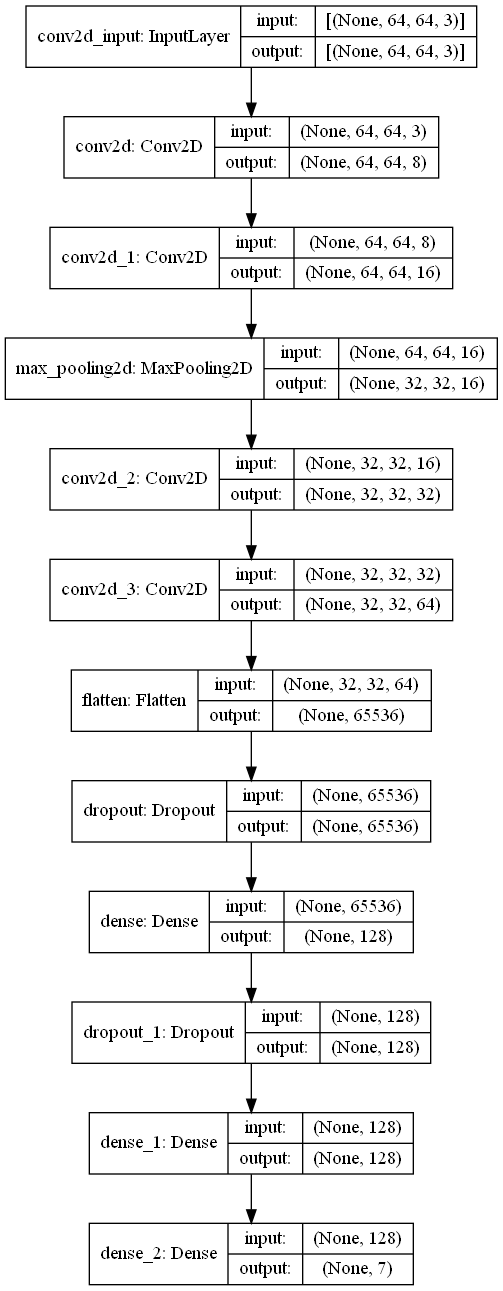 conv2d_input: InputLayer
input: [(None, 64, 64, 3)]
output: [(None, 64, 64, 3)]
conv2d: Conv2D
input: (None, 64, 64, 3)
output: (None, 64, 64, 8)
conv2d_1: Conv2D
input: (None, 64, 64, 8)
output: (None, 64, 64, 16)
max_pooling2d: MaxPooling2D
input: (None, 64, 64, 16)
output: (None, 32, 32, 16)
conv2d_2: Conv2D
input: (None, 32, 32, 16)
output: (None, 32, 32, 32)
conv2d_3: Conv2D
input: (None, 32, 32, 32)
output: (None, 32, 32, 64)
flatten: Flatten
input: (None, 32, 32, 64)
output: (None, 65536)
dropout: Dropout
input: (None, 65536)
output: (None, 65536)
dense: Dense
input: (None, 65536)
output: (None, 128)
dropout_1: Dropout
input: (None, 128)
output: (None, 128)
dense_1: Dense
input: (None, 128)
output: (None, 128)
dense_2: Dense
input: (None, 128)
output: (None, 7)